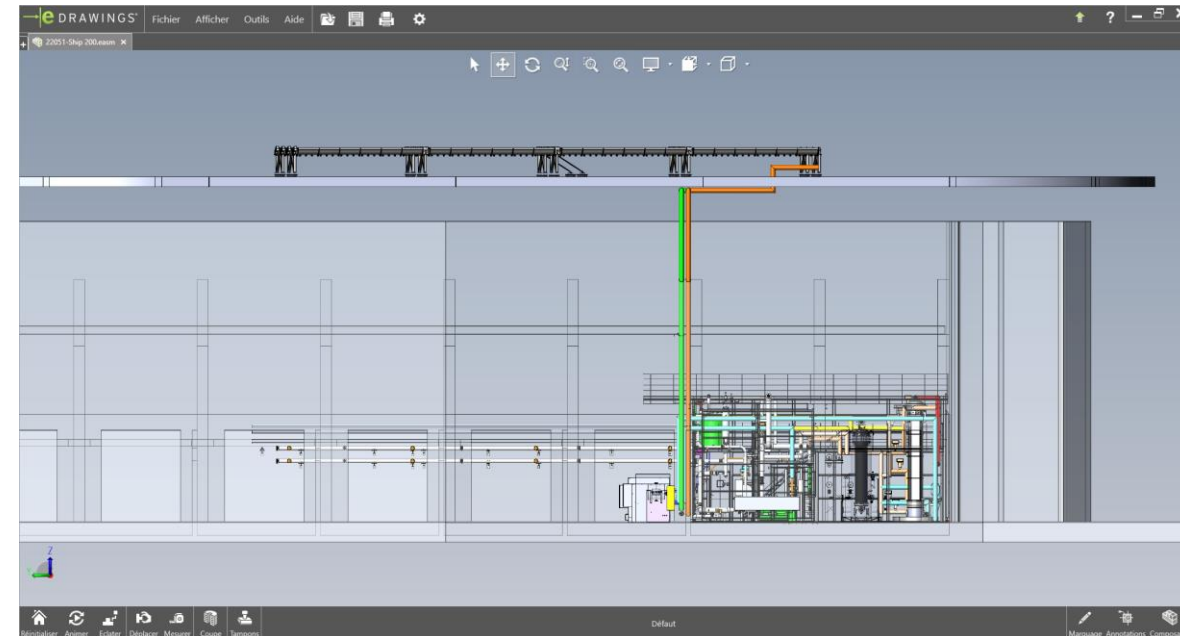 eDRAWINGS® Fichier Afficher Outils Aide ?
22051-Ship 200.easm
Z
Réinitialiser Animer Eclater Déplacer Mesurer Coupe Tampons Défaut Marquage Annotations